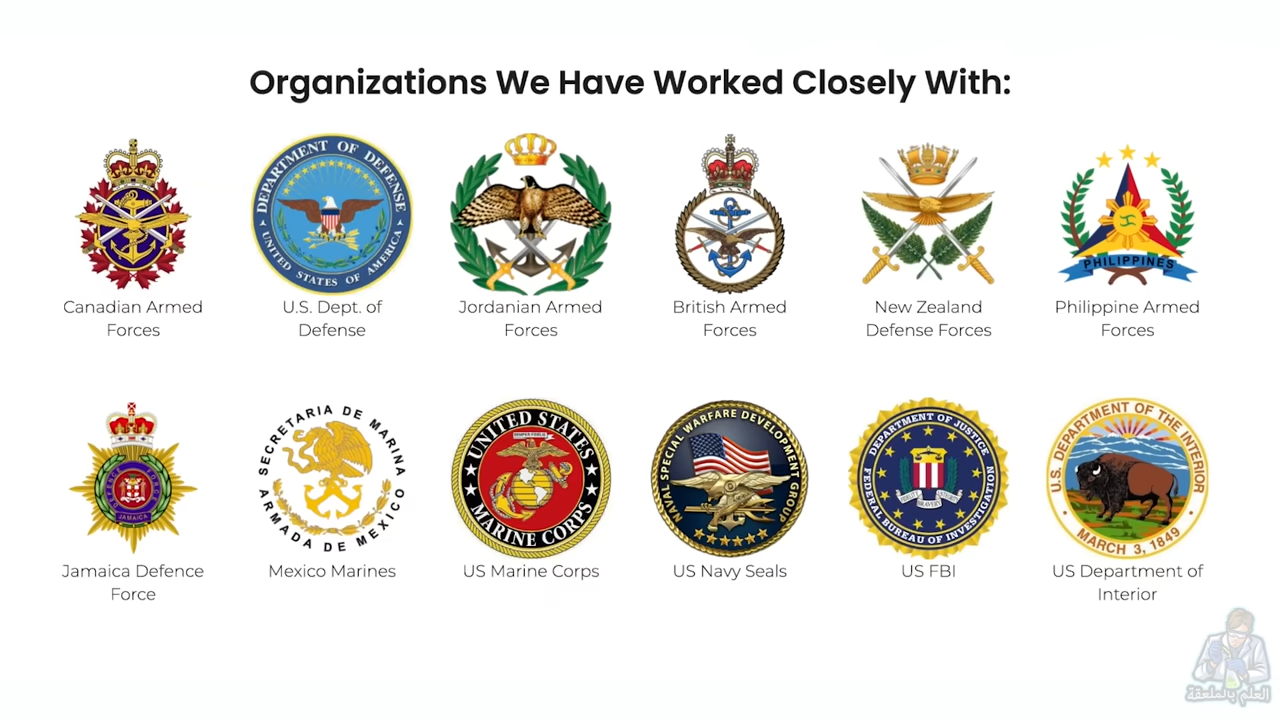 Organizations We Have Worked Closely With:
DEPARTMENT OF DEFENSE
UNITED STATES OF AMERICA
PHILIPPINES
Canadian Armed
Forces
U.S. Dept. of
Defense
Jordanian Armed
Forces
British Armed
Forces
New Zealand
Defense Forces
Philippine Armed
Forces
JAMAICA
SECRETARIA DE MARINA
ARMADA DE MEXICO
UNITED STATES
MARINE CORPS
NAVAL SPECIAL WARFARE DEVELOPMENT GROUP
DEPARTMENT OF JUSTICE
FEDERAL BUREAU OF INVESTIGATION
U.S. DEPARTMENT OF THE INTERIOR
MARCH 3, 1849
Jamaica Defence
Force
Mexico Marines
US Marine Corps
US Navy Seals
US FBI
US Department of
Interior
العلم بالملعقة